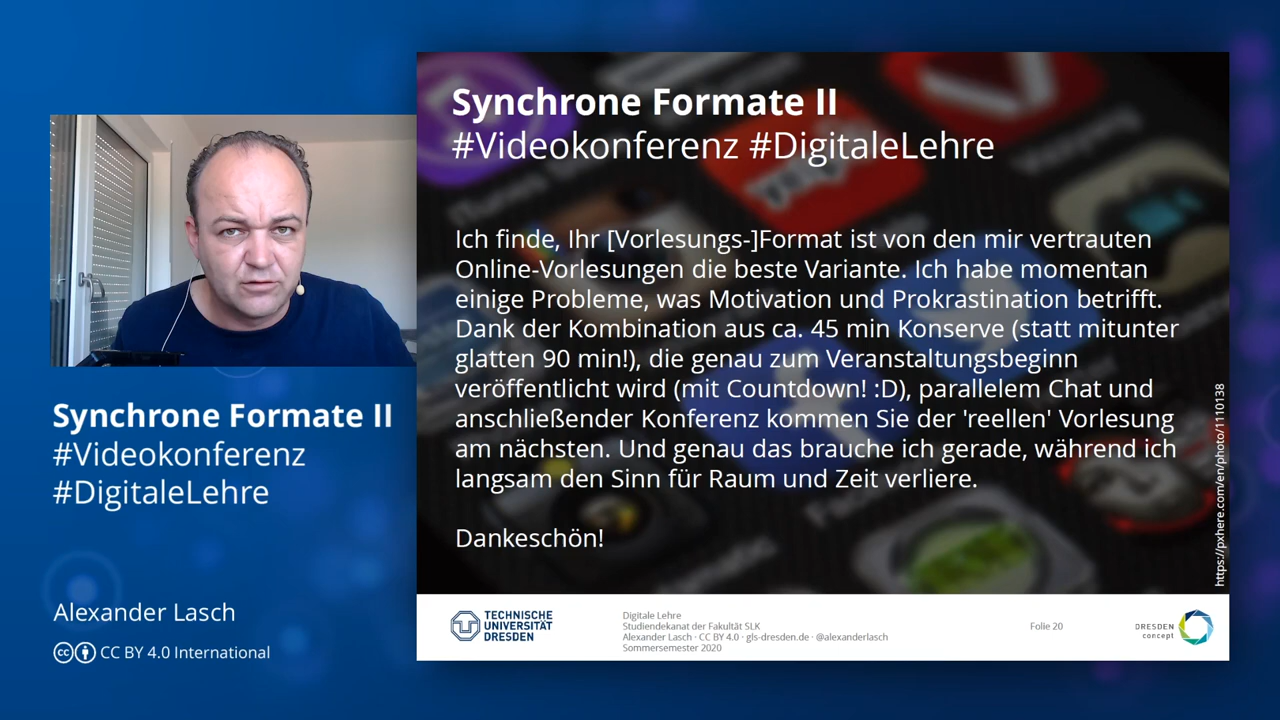 Synchrone Formate II
#Videokonferenz #DigitaleLehre
Ich finde, Ihr [Vorlesungs-]Format ist von den mir vertrauten
Online-Vorlesungen die beste Variante. Ich habe momentan
einige Probleme, was Motivation und Prokrastination betrifft.
Dank der Kombination aus ca. 45 min Konserve (statt mitunter
glatten 90 min!), die genau zum Veranstaltungsbeginn
veröffentlicht wird (mit Countdown! :D), parallelem Chat und
anschließender Konferenz kommen Sie der 'reellen' Vorlesung
am nächsten. Und genau das brauche ich gerade, während ich
langsam den Sinn für Raum und Zeit verliere.
Dankeschön!
https://pxhere.com/en/photo/1110138
Synchrone Formate II
#Videokonferenz
#DigitaleLehre
Alexander Lasch
CC BY 4.0 International
TECHNISCHE
UNIVERSITÄT
DRESDEN
Digitale Lehre
Studiendekanat der Fakultät SLK
Alexander Lasch · CC BY 4.0 · gls-dresden.de · @alexanderlasch
Sommersemester 2020
Folie 20
DRESDEN
concept